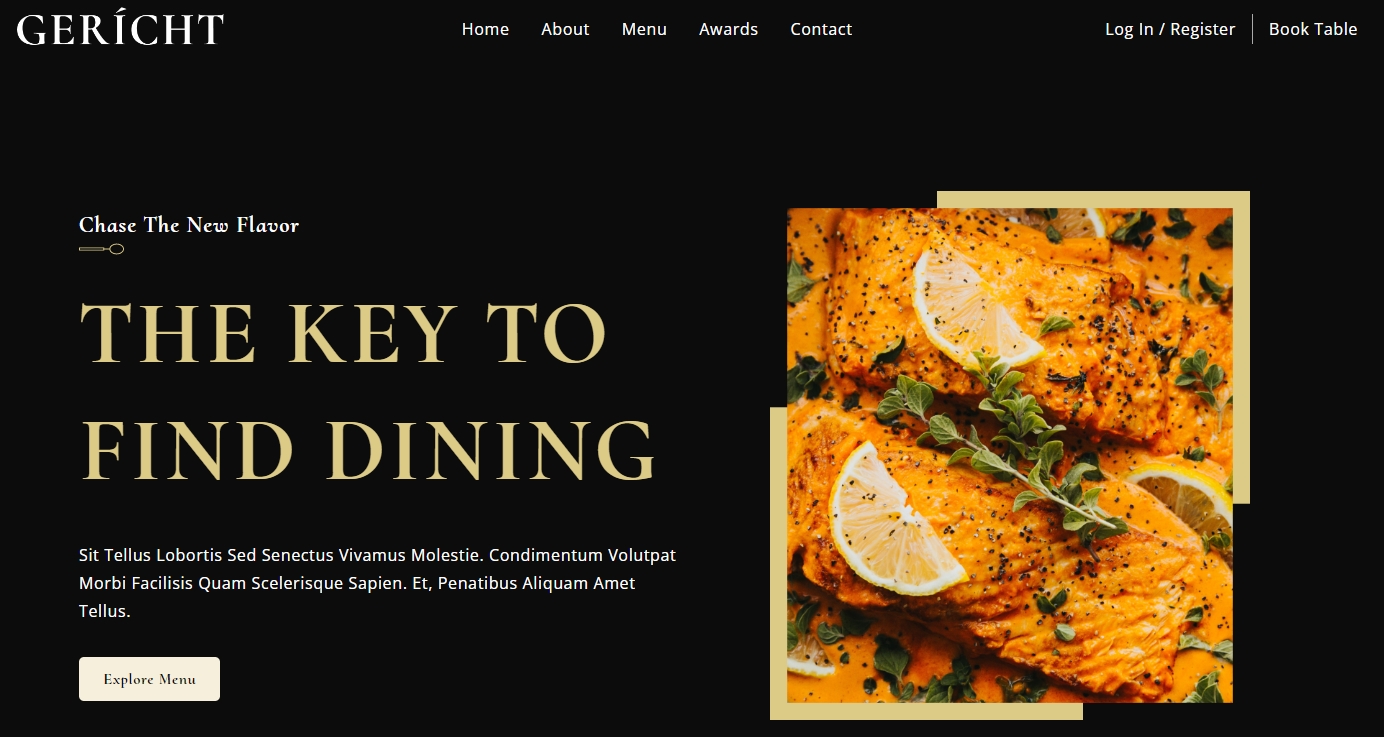 GERÍCHT
Home About Menu Awards Contact
Log In / Register Book Table
Chase The New Flavor
THE KEY TO
FIND DINING
Sit Tellus Lobortis Sed Senectus Vivamus Molestie. Condimentum Volutpat
Morbi Facilisis Quam Scelerisque Sapien. Et, Penatibus Aliquam Amet
Tellus.
Explore Menu